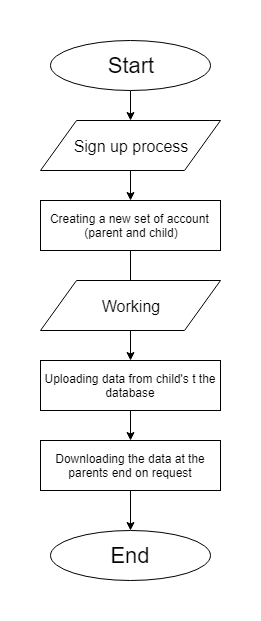 Start
Sign up process
Creating a new set of account
(parent and child)
Working
Uploading data from child's t the
database
Downloading the data at the
parents end on request
End